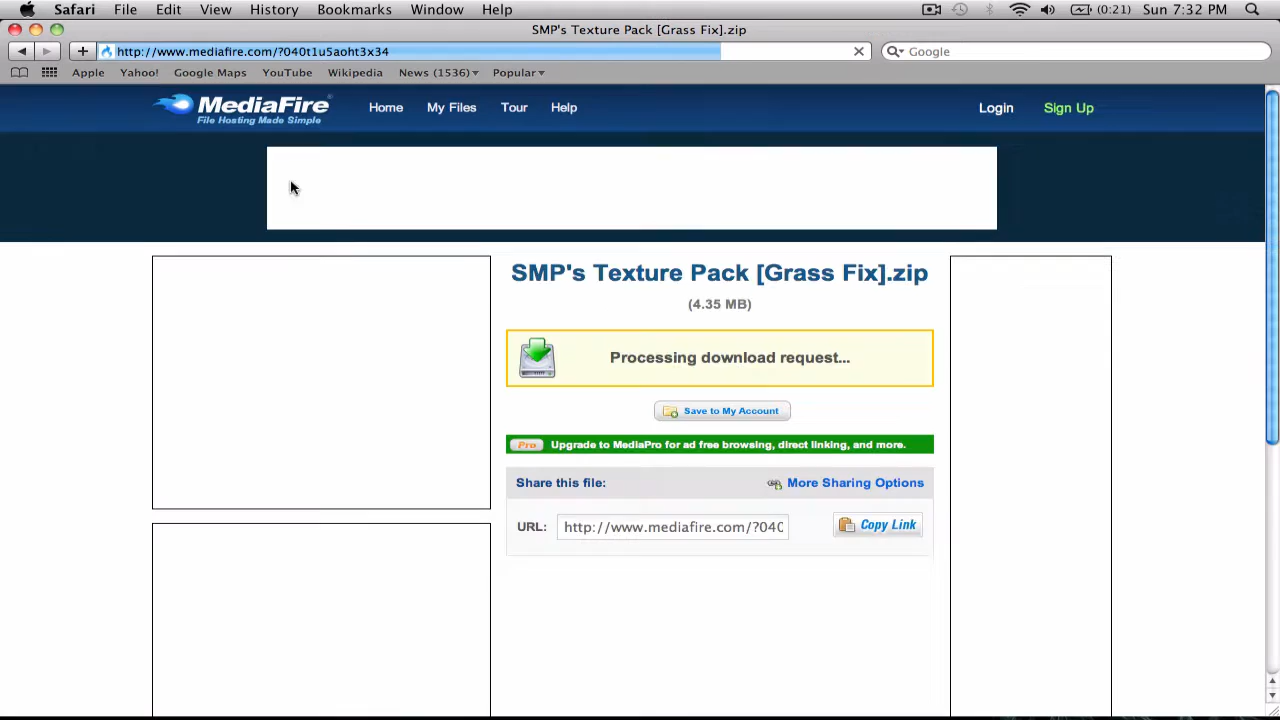 Safari File Edit View History Bookmarks Window Help (0:21) Sun 7:32 PM
SMP's Texture Pack [Grass Fix].zip
http://www.mediafire.com/?040t1u5aoht3x34 Google
Apple Yahoo! Google Maps YouTube Wikipedia News (1536) Popular
MediaFire Home My Files Tour Help Login Sign Up
File Hosting Made Simple
SMP's Texture Pack [Grass Fix].zip
(4.35 MB)
Processing download request...
Save to My Account
Pro Upgrade to MediaPro for ad free browsing, direct linking, and more.
Share this file: More Sharing Options
URL: http://www.mediafire.com/?040 Copy Link